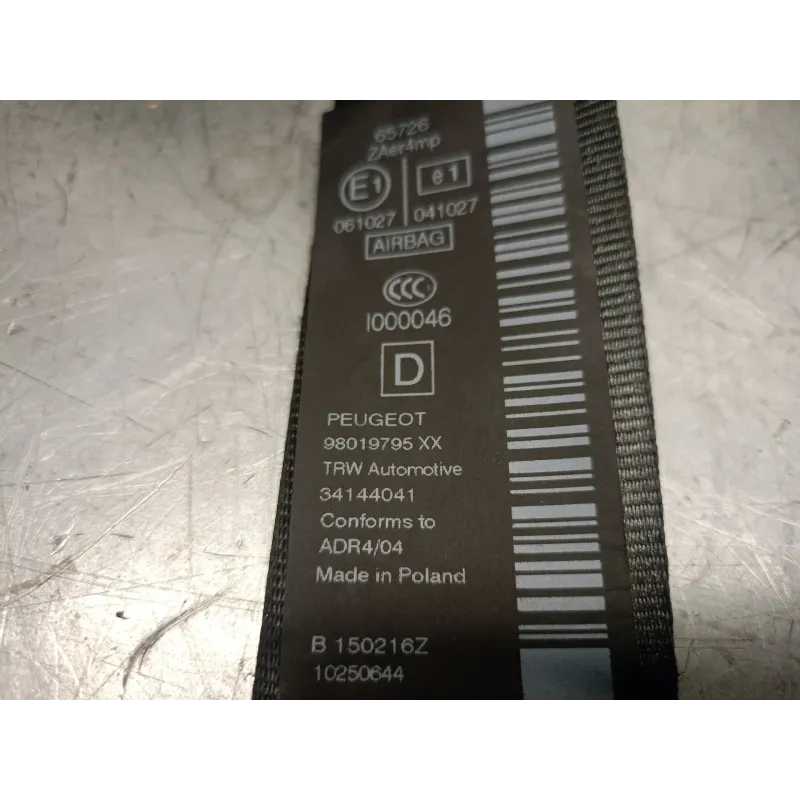 65726
ZAer4mp
E1 e1
061027 041027
AIRBAG
CCC
I000046
D
PEUGEOT
98019795 XX
TRW Automotive
34144041
Conforms to
ADR4/04
Made in Poland
B 150216Z
10250644